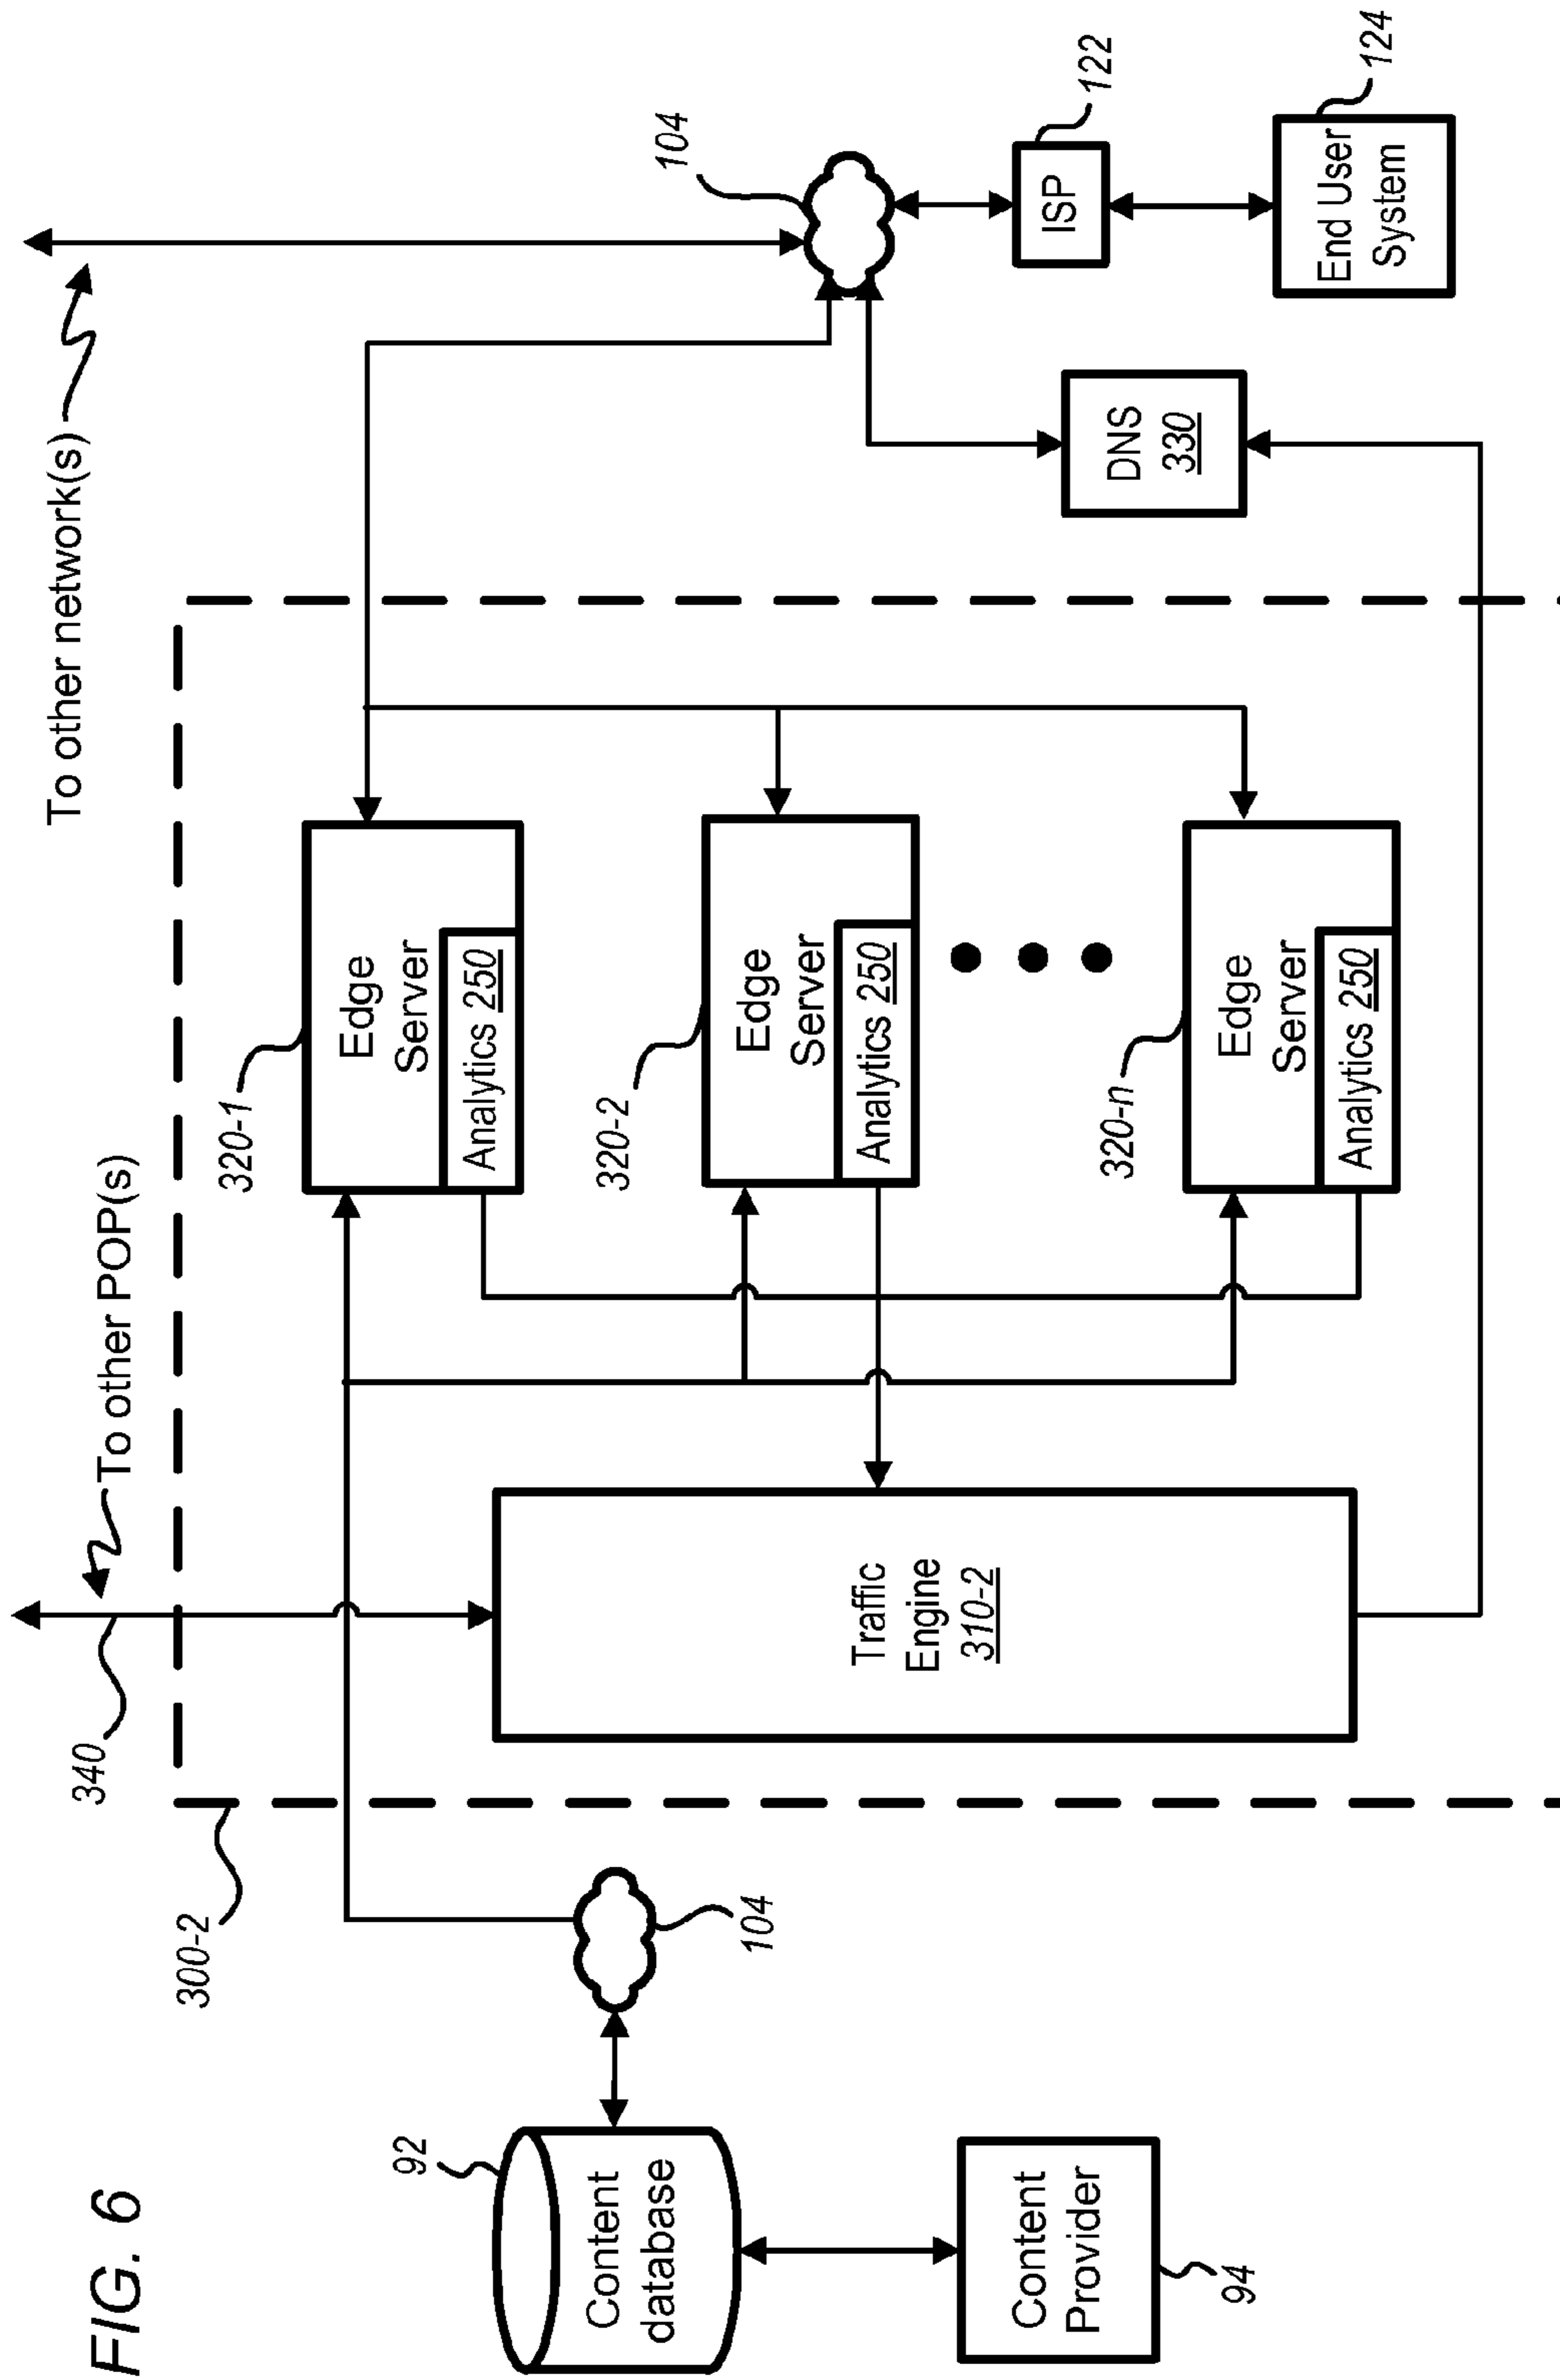 FIG. 6
To other POP(s)
To other network(s)
340
300-2
320-1
Edge
Server
Analytics 250
104
92
Content
database
104
320-2
Edge
Server
Analytics 250
Traffic
Engine
310-2
DNS
330
ISP
122
Content
Provider
94
320-n
Edge
Server
Analytics 250
End User
System
124